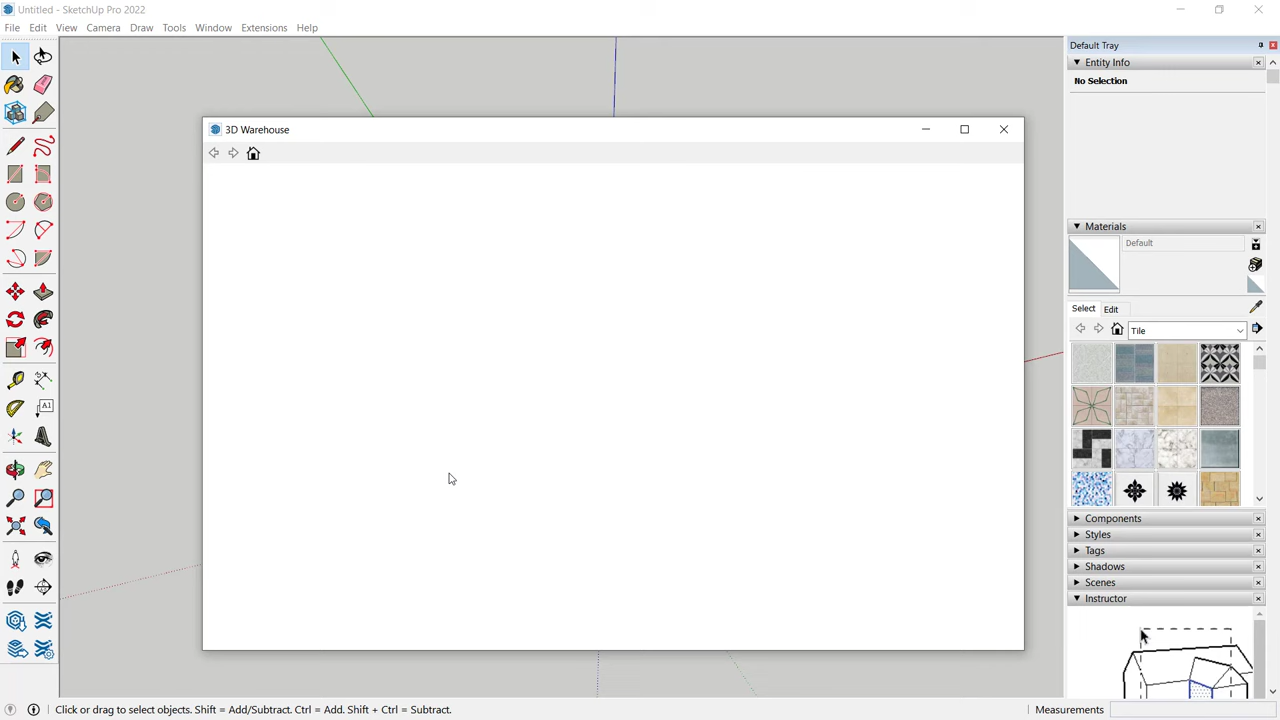 Untitled - SketchUp Pro 2022
File Edit View Camera Draw Tools Window Extensions Help
Default Tray
Entity Info
No Selection
3D Warehouse
Materials
Default
Select Edit
Tile
A1
Components
Styles
Tags
Shadows
Scenes
Instructor
Click or drag to select objects. Shift = Add/Subtract. Ctrl = Add. Shift + Ctrl = Subtract.
Measurements